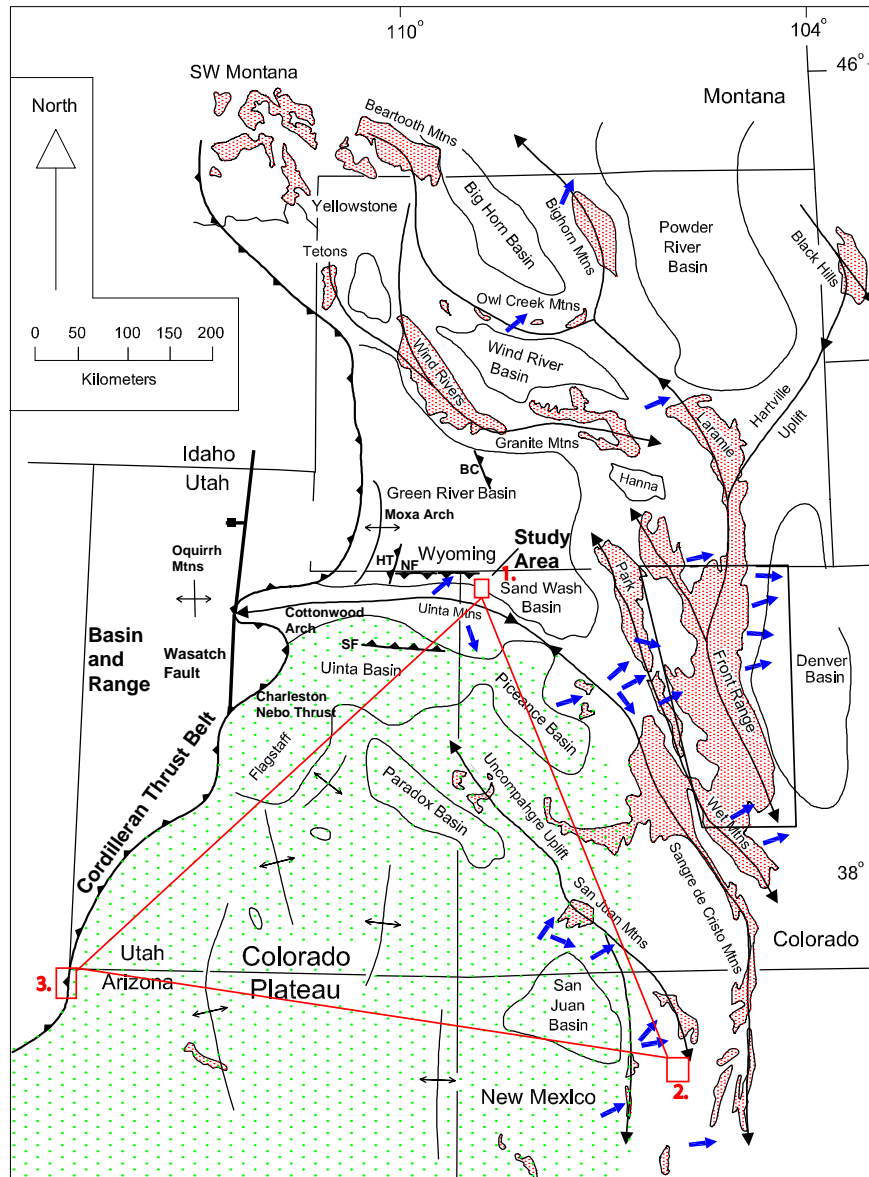 110°
104°
46°
SW Montana
Montana
North
Beartooth Mtns
Big Horn Basin
Bighorn Mtns
Powder
River
Basin
Black Hills
Yellowstone
Tetons
Owl Creek Mtns
Wind River
Basin
Wind Rivers
0 50 100 150 200
Kilometers
Laramie
Hartville
Uplift
Granite Mtns
Idaho
Utah
BC
Hanna
Green River Basin
Moxa Arch
Oquirrh
Mtns
HT
NF
Wyoming
Study
Area
1.
Sand Wash
Basin
Park
Uinta Mtns
Cottonwood
Arch
Basin
and
Range
Wasatch
Fault
SF
Uinta Basin
Front Range
Denver
Basin
Charleston
Nebo Thrust
Piceance Basin
Flagstaff
Cordilleran Thrust Belt
Paradox Basin
Uncompahgre Uplift
Wet Mtns
Sangre de Cristo Mtns
38°
San Juan Mtns
Colorado
Utah
Arizona
3.
Colorado
Plateau
San
Juan
Basin
2.
New Mexico